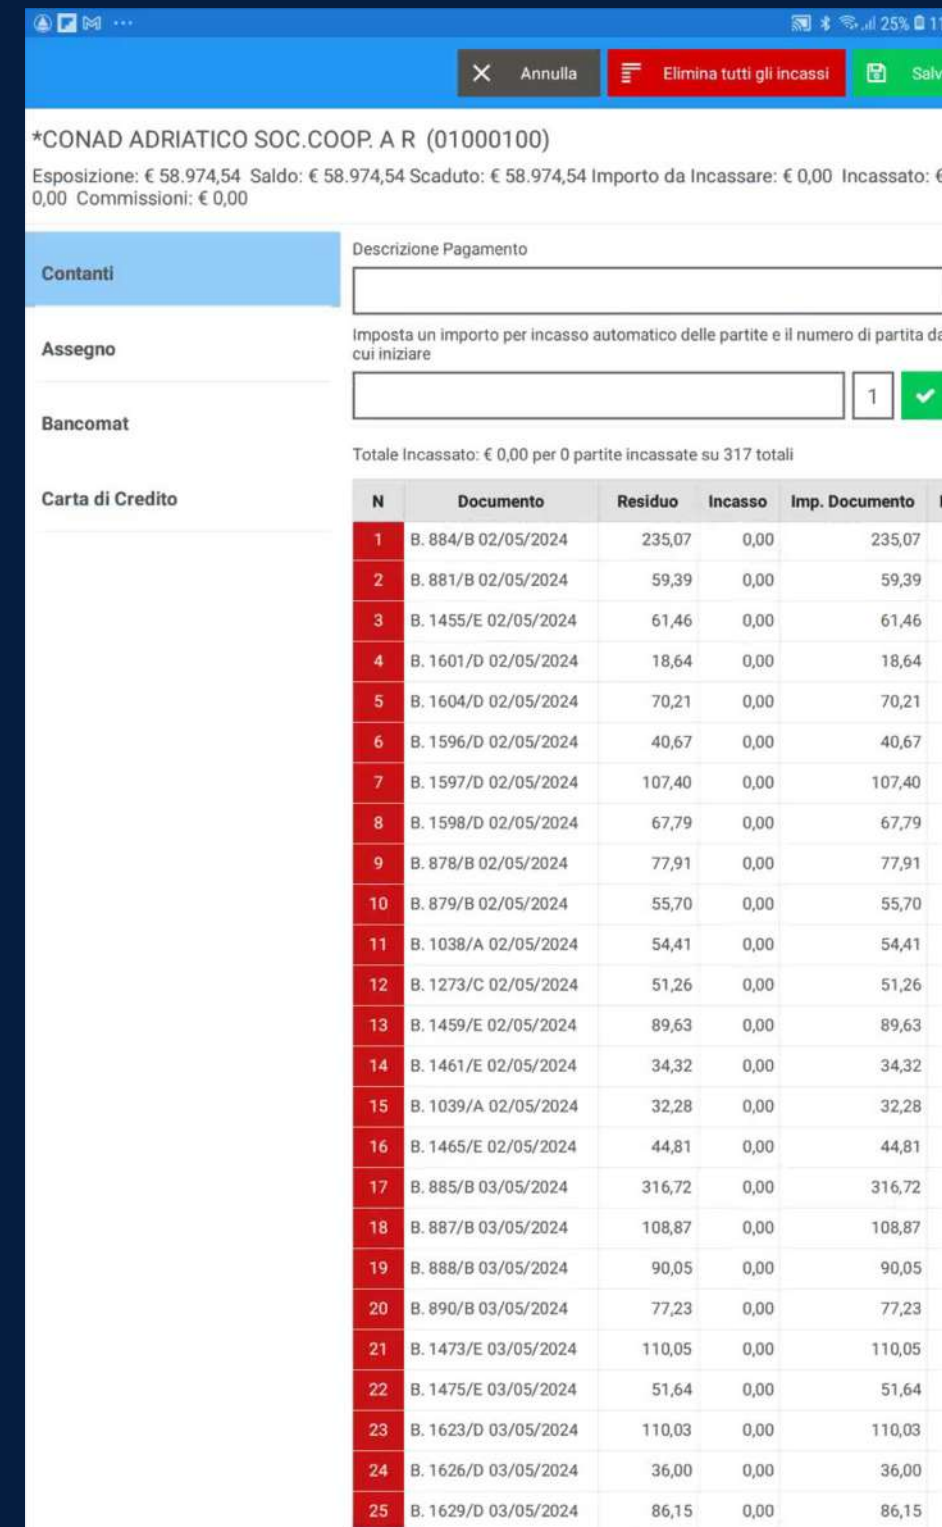 25% 11
Annulla
Elimina tutti gli incassi
Salv
*CONAD ADRIATICO SOC.COOP. A R (01000100)
Esposizione: € 58.974,54 Saldo: € 58.974,54 Scaduto: € 58.974,54 Importo da Incassare: € 0,00 Incassato: €
0,00 Commissioni: € 0,00
Contanti
Assegno
Bancomat
Carta di Credito
Descrizione Pagamento
Imposta un importo per incasso automatico delle partite e il numero di partita da
cui iniziare
1
Totale Incassato: € 0,00 per 0 partite incassate su 317 totali
N Documento Residuo Incasso Imp. Documento
1 B. 884/B 02/05/2024 235,07 0,00 235,07
2 B. 881/B 02/05/2024 59,39 0,00 59,39
3 B. 1455/E 02/05/2024 61,46 0,00 61,46
4 B. 1601/D 02/05/2024 18,64 0,00 18,64
5 B. 1604/D 02/05/2024 70,21 0,00 70,21
6 B. 1596/D 02/05/2024 40,67 0,00 40,67
7 B. 1597/D 02/05/2024 107,40 0,00 107,40
8 B. 1598/D 02/05/2024 67,79 0,00 67,79
9 B. 878/B 02/05/2024 77,91 0,00 77,91
10 B. 879/B 02/05/2024 55,70 0,00 55,70
11 B. 1038/A 02/05/2024 54,41 0,00 54,41
12 B. 1273/C 02/05/2024 51,26 0,00 51,26
13 B. 1459/E 02/05/2024 89,63 0,00 89,63
14 B. 1461/E 02/05/2024 34,32 0,00 34,32
15 B. 1039/A 02/05/2024 32,28 0,00 32,28
16 B. 1465/E 02/05/2024 44,81 0,00 44,81
17 B. 885/B 03/05/2024 316,72 0,00 316,72
18 B. 887/B 03/05/2024 108,87 0,00 108,87
19 B. 888/B 03/05/2024 90,05 0,00 90,05
20 B. 890/B 03/05/2024 77,23 0,00 77,23
21 B. 1473/E 03/05/2024 110,05 0,00 110,05
22 B. 1475/E 03/05/2024 51,64 0,00 51,64
23 B. 1623/D 03/05/2024 110,03 0,00 110,03
24 B. 1626/D 03/05/2024 36,00 0,00 36,00
25 B. 1629/D 03/05/2024 86,15 0,00 86,15